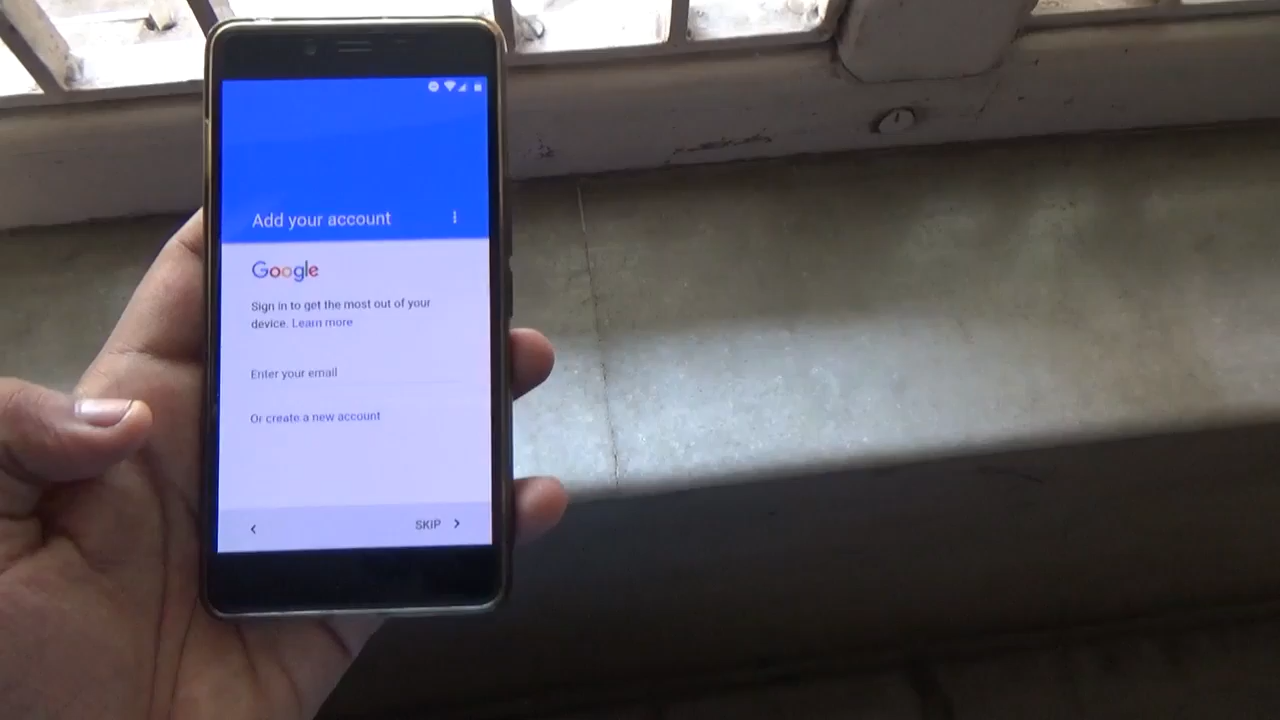 Add your account
Google
Sign in to get the most out of your
device. Learn more
Enter your email
Or create a new account
SKIP